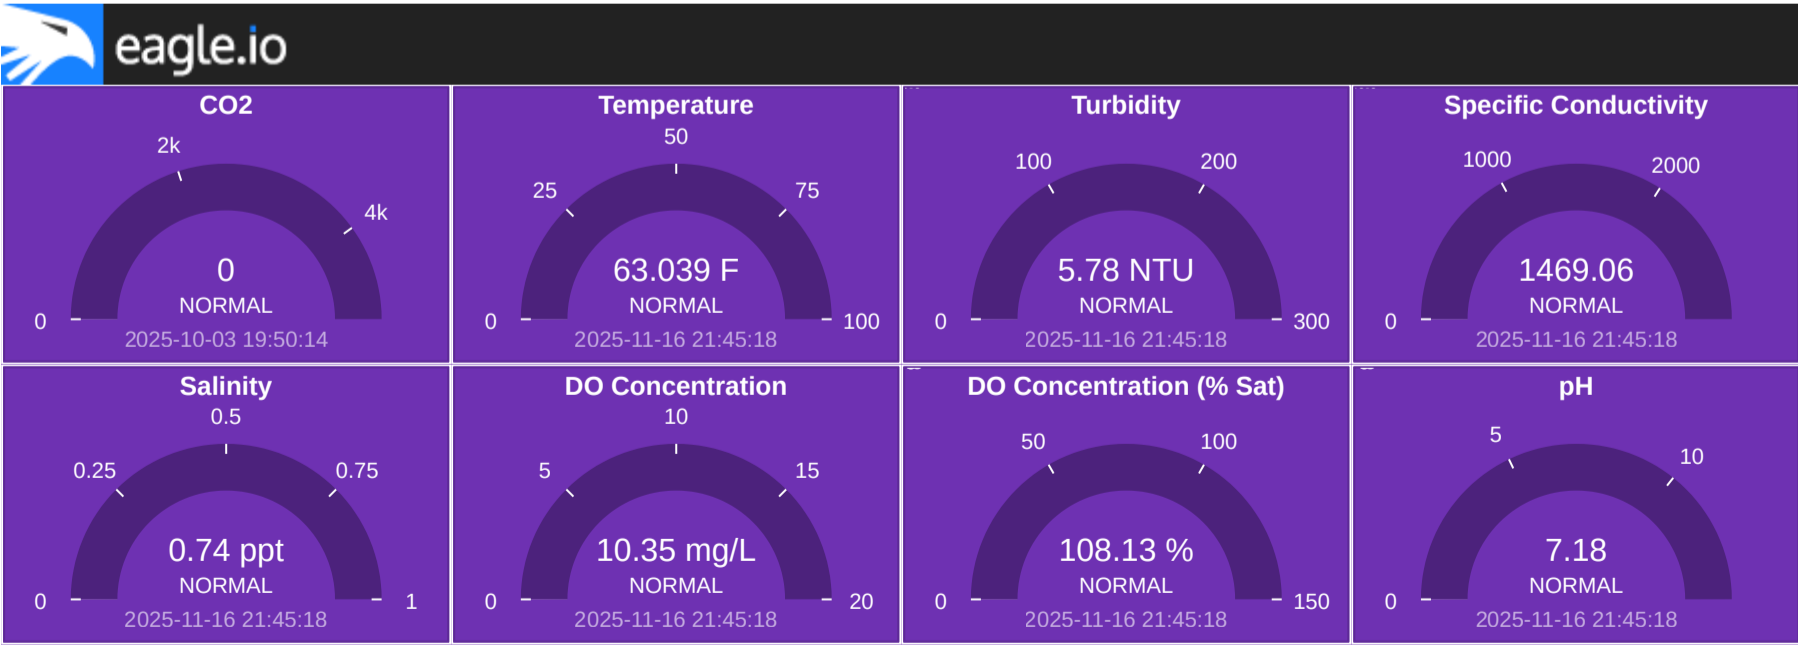 eagle.io
CO2
2k
4k
0
0
NORMAL
2025-10-03 19:50:14
Temperature
50
25
75
63.039 F
NORMAL
0
100
2025-11-16 21:45:18
Turbidity
100
200
5.78 NTU
NORMAL
0
300
2025-11-16 21:45:18
Specific Conductivity
1000
2000
1469.06
NORMAL
0
2025-11-16 21:45:18
Salinity
0.5
0.25
0.75
0.74 ppt
NORMAL
0
1
2025-11-16 21:45:18
DO Concentration
10
5
15
10.35 mg/L
NORMAL
0
20
2025-11-16 21:45:18
DO Concentration (% Sat)
50
100
108.13 %
NORMAL
0
150
2025-11-16 21:45:18
pH
5
10
7.18
NORMAL
0
2025-11-16 21:45:18